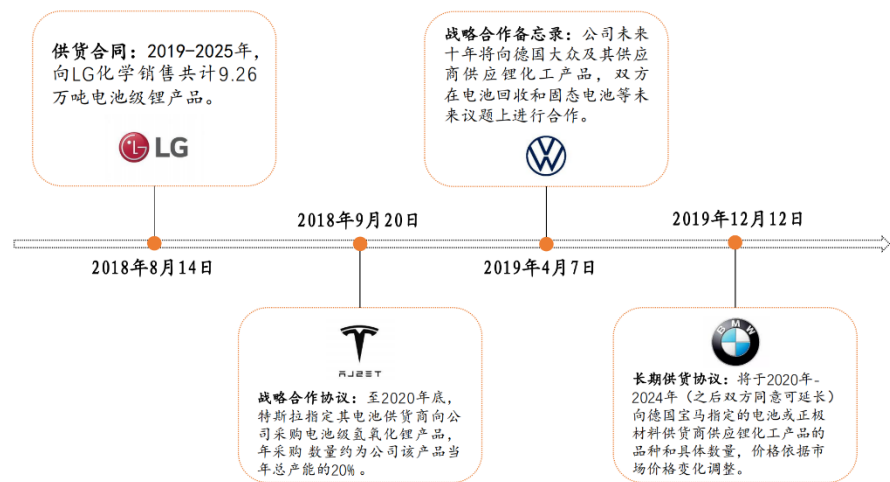 供货合同：2019-2025年，
向LG化学销售共计9.26
万吨电池级锂产品。
LG
战略合作备忘录：公司未来
十年将向德国大众及其供应
商供应锂化工产品，双方
在电池回收和固态电池等未
来议题上进行合作。
2018年9月20日
2019年12月12日
2018年8月14日
2019年4月7日
战略合作协议：至2020年底，
特斯拉指定其电池供货商向公
司采购电池级氢氧化锂产品，
年采购 数量约为公司该产品当
年总产能的20%。
BMW
长期供货协议：将于2020年-
2024年（之后双方同意可延长）
向德国宝马指定的电池或正极
材料供货商供应锂化工产品的
品种和具体数量，价格依据市
场价格变化调整。